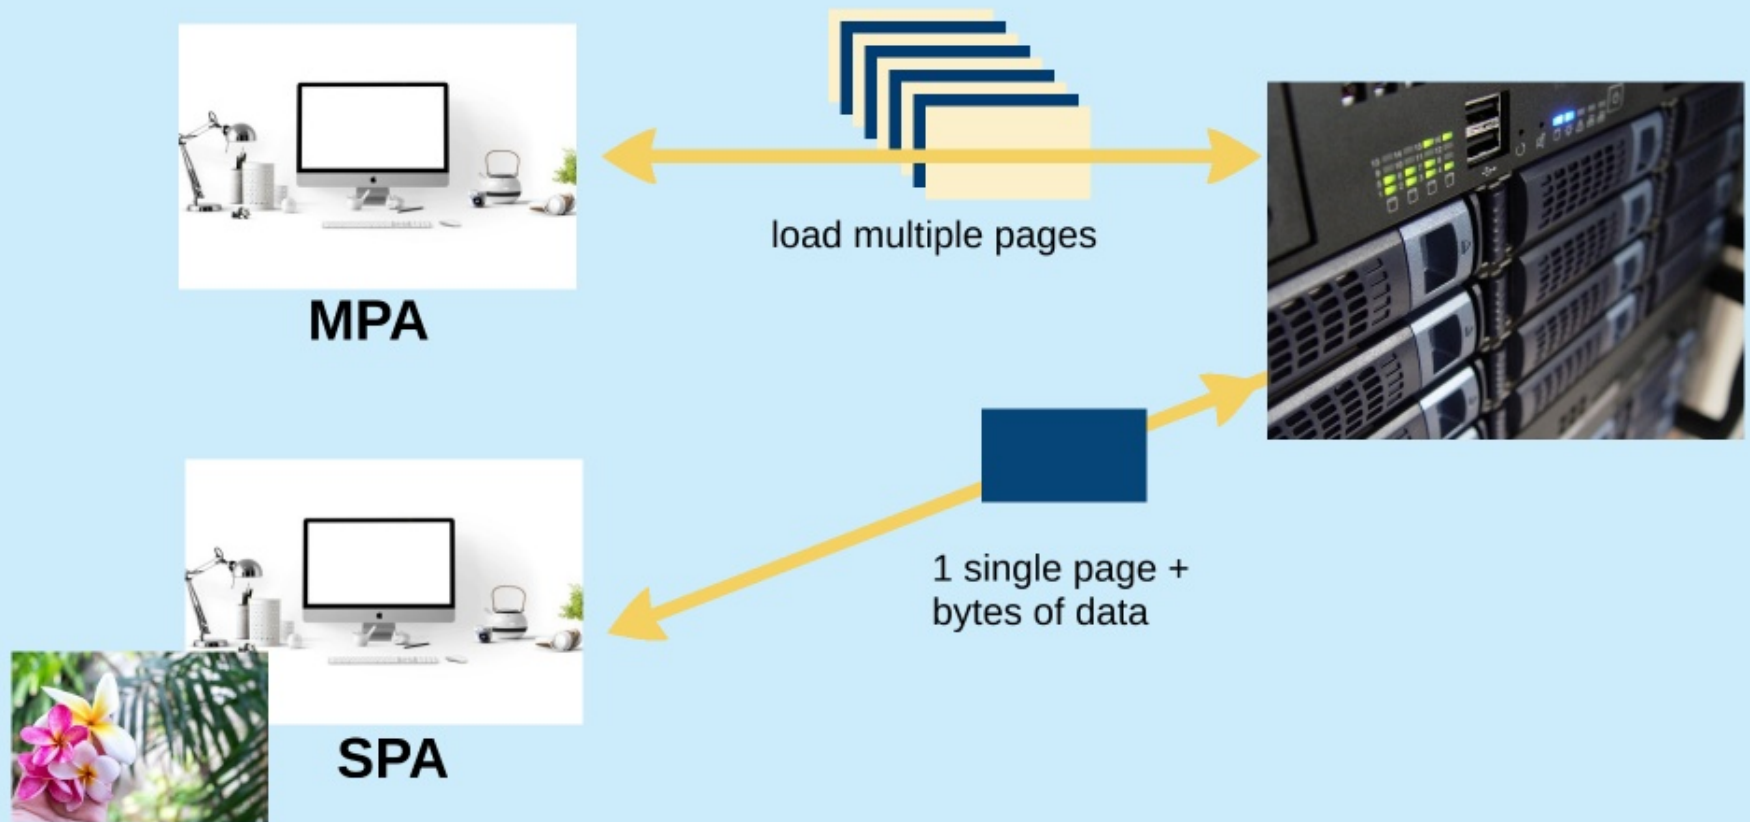 load multiple pages
MPA
1 single page +
bytes of data
SPA